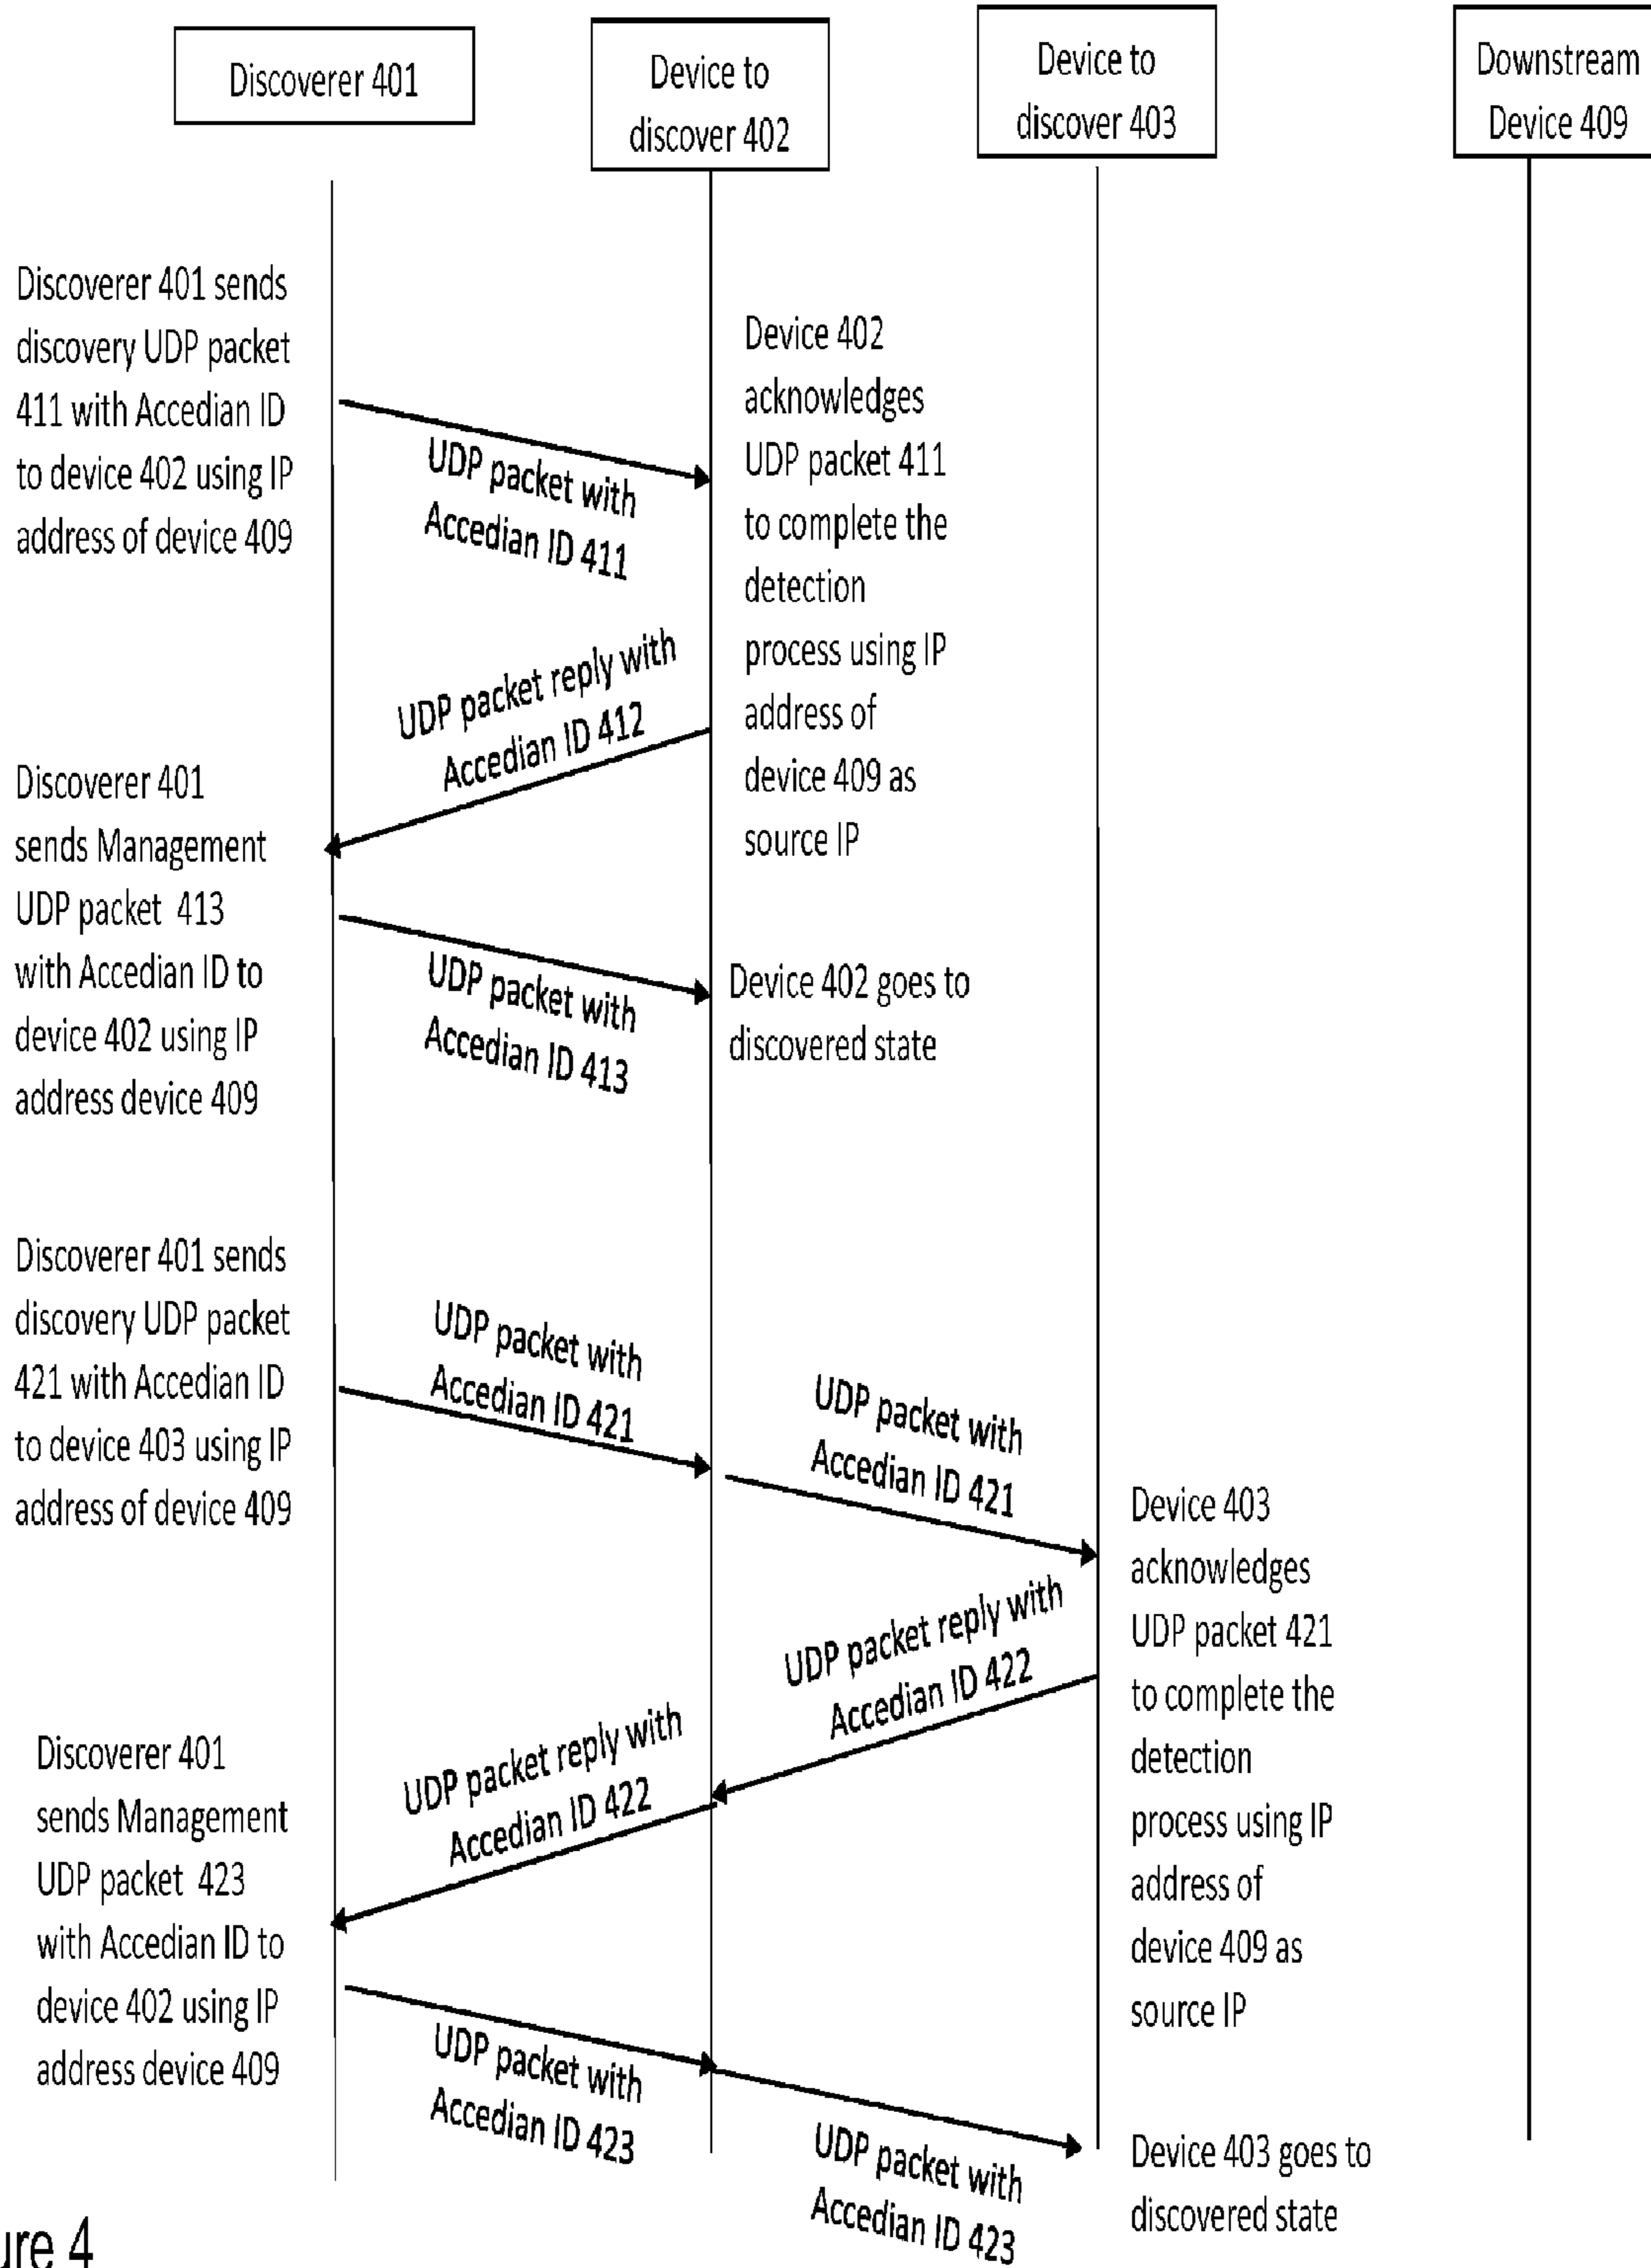 Discoverer 401
Device to
discover 402
Device to
discover 403
Downstream
Device 409
Discoverer 401 sends
discovery UDP packet
411 with Accedian ID
to device 402 using IP
address of device 409
UDP packet with
Accedian ID 411
Device 402
acknowledges
UDP packet 411
to complete the
detection
process using IP
address of
device 409 as
source IP
UDP packet reply with
Accedian ID 412
Discoverer 401
sends Management
UDP packet 413
with Accedian ID to
device 402 using IP
address device 409
UDP packet with
Accedian ID 413
Device 402 goes to
discovered state
Discoverer 401 sends
discovery UDP packet
421 with Accedian ID
to device 403 using IP
address of device 409
UDP packet with
Accedian ID 421
UDP packet with
Accedian ID 421
Device 403
acknowledges
UDP packet 421
to complete the
detection
process using IP
address of
device 409 as
source IP
UDP packet reply with
Accedian ID 422
UDP packet reply with
Accedian ID 422
Discoverer 401
sends Management
UDP packet 423
with Accedian ID to
device 402 using IP
address device 409
UDP packet with
Accedian ID 423
UDP packet with
Accedian ID 423
Device 403 goes to
discovered state
ure 4